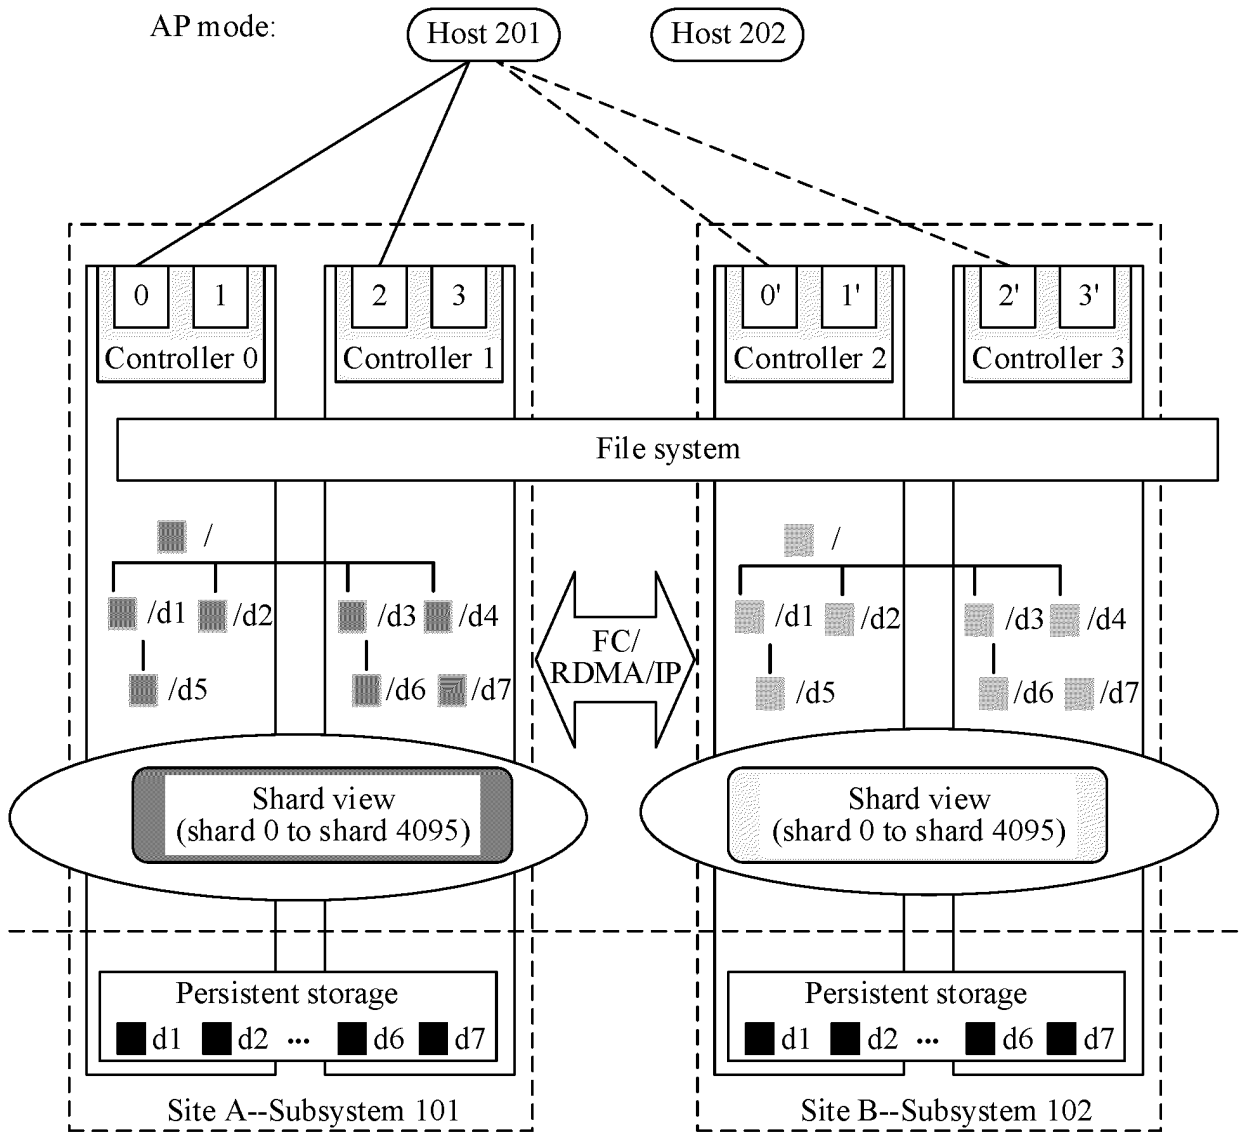 AP mode:
Host 201
Host 202
0
1
2
3
0'
1'
2'
3'
Controller 0
Controller 1
Controller 2
Controller 3
File system
/
/d1
/d2
/d3
/d4
/d5
/d6
/d7
FC/
RDMA/IP
/
/d1
/d2
/d3
/d4
/d5
/d6
/d7
Shard view
(shard 0 to shard 4095)
Shard view
(shard 0 to shard 4095)
Persistent storage
d1 d2 ... d6 d7
Persistent storage
d1 d2 ... d6 d7
Site A--Subsystem 101
Site B--Subsystem 102